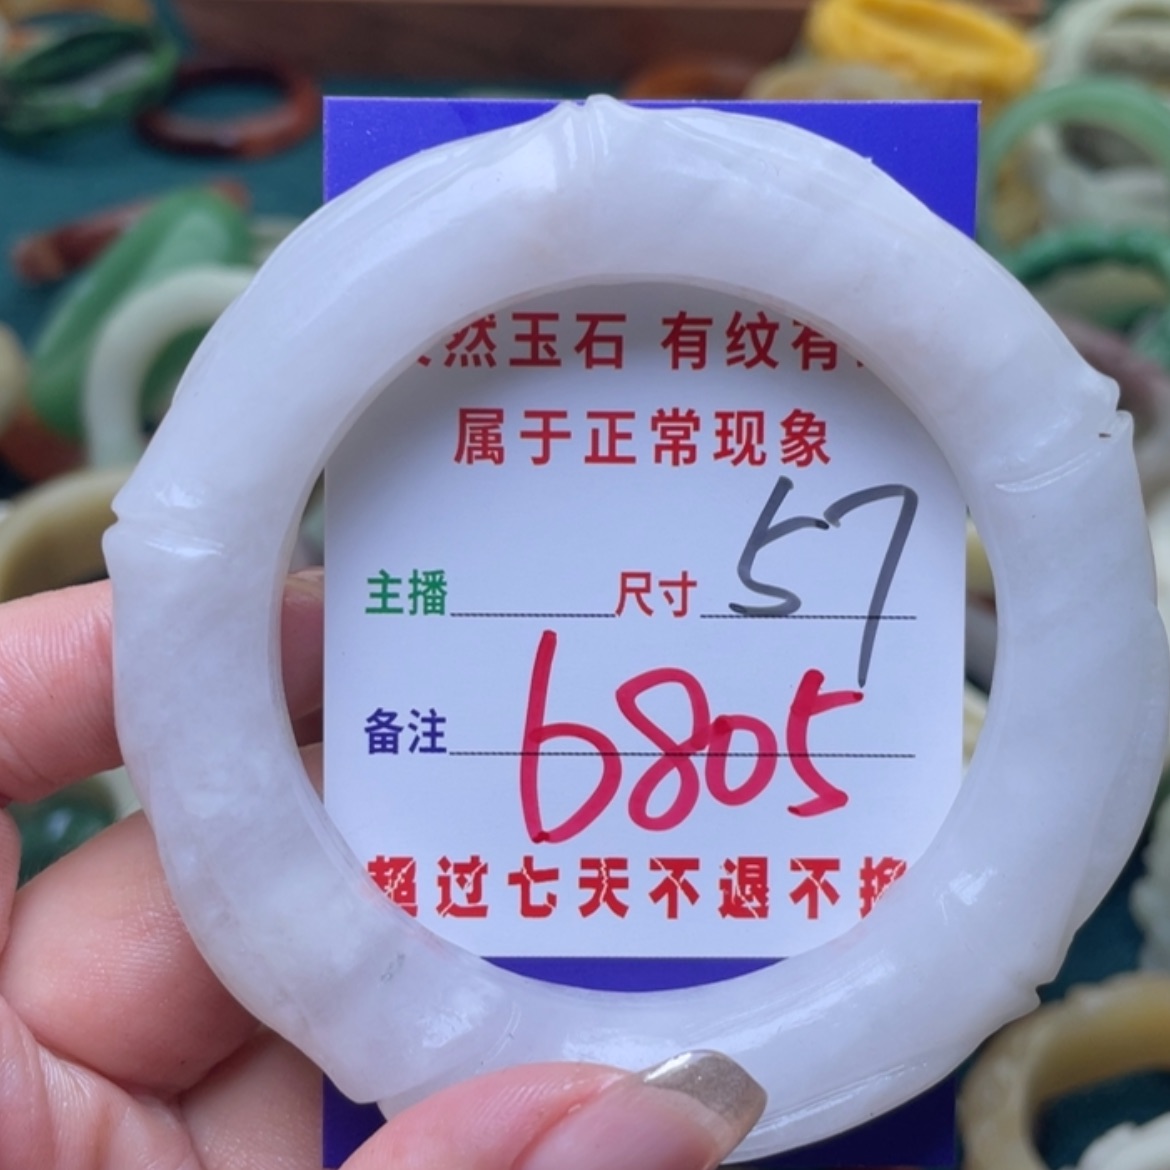 然玉石 有纹有
属于正常现象
主播 尺寸 57
备注 6805
超过七天不退不换